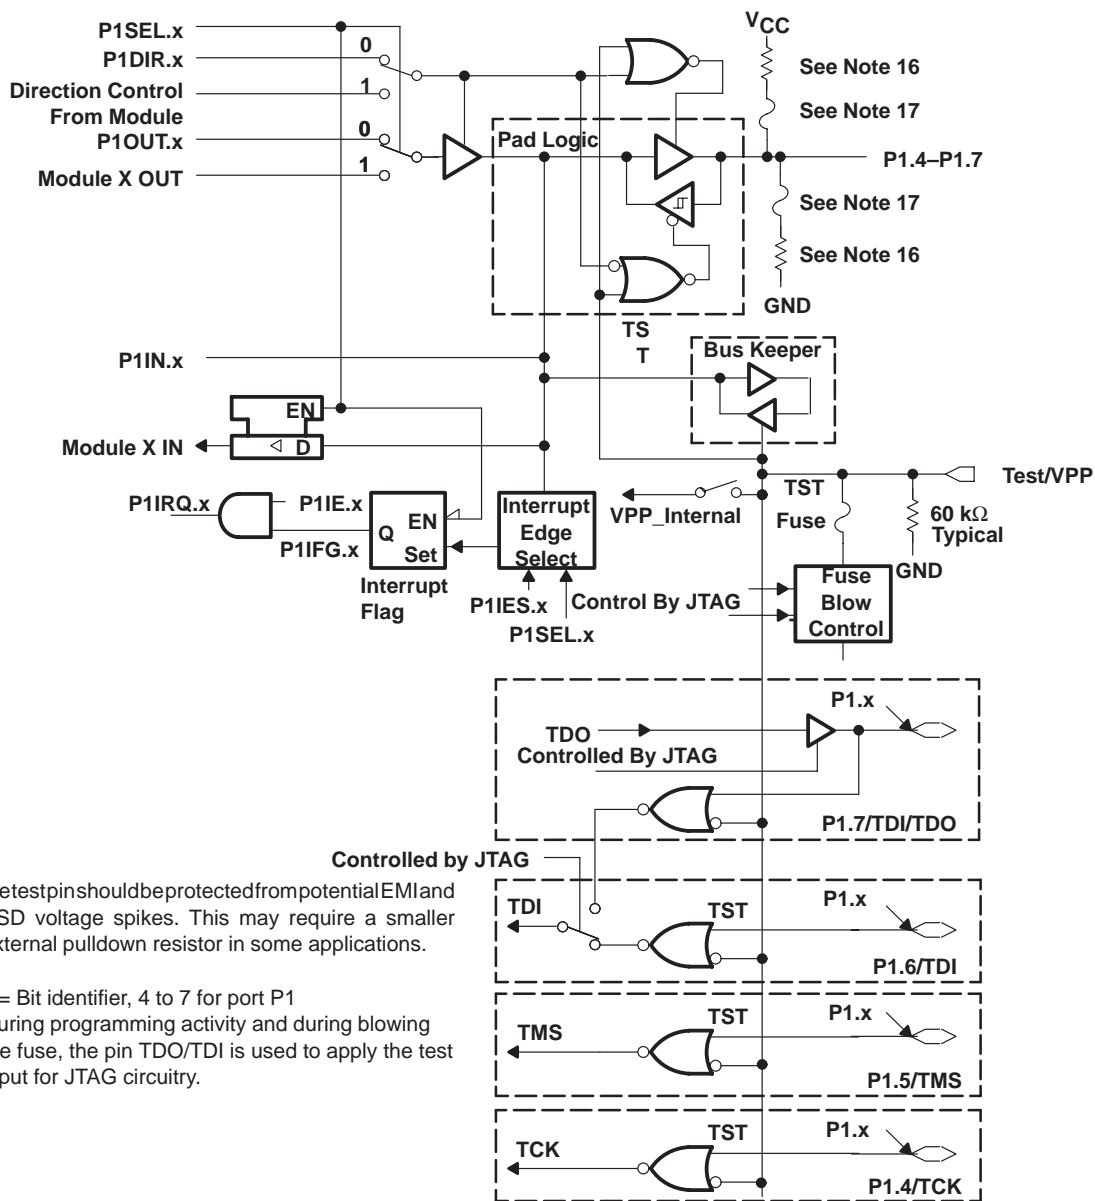 P1SEL.x
P1DIR.x
Direction Control
From Module
P1OUT.x
Module X OUT
0
1
0
1
Pad Logic
VCC
See Note 16
See Note 17
P1.4–P1.7
See Note 17
See Note 16
GND
TS
T
P1IN.x
Bus Keeper
EN
Module X IN
D
Test/VPP
TST
VPP_Internal
Fuse
60 kΩ
Typical
GND
P1IRQ.x
P1IE.x
P1IFG.x
Q
EN
Set
Interrupt
Flag
Interrupt
Edge
Select
P1IES.x
P1SEL.x
Control By JTAG
Fuse
Blow
Control
P1.x
TDO
Controlled By JTAG
P1.7/TDI/TDO
Controlled by JTAG
TDI
TST
P1.x
P1.6/TDI
TMS
TST
P1.x
P1.5/TMS
TCK
TST
P1.x
P1.4/TCK
etestpinshouldbeprotectedfrompotentialEMIand
SD voltage spikes. This may require a smaller
xternal pulldown resistor in some applications.
= Bit identifier, 4 to 7 for port P1
uring programming activity and during blowing
e fuse, the pin TDO/TDI is used to apply the test
put for JTAG circuitry.